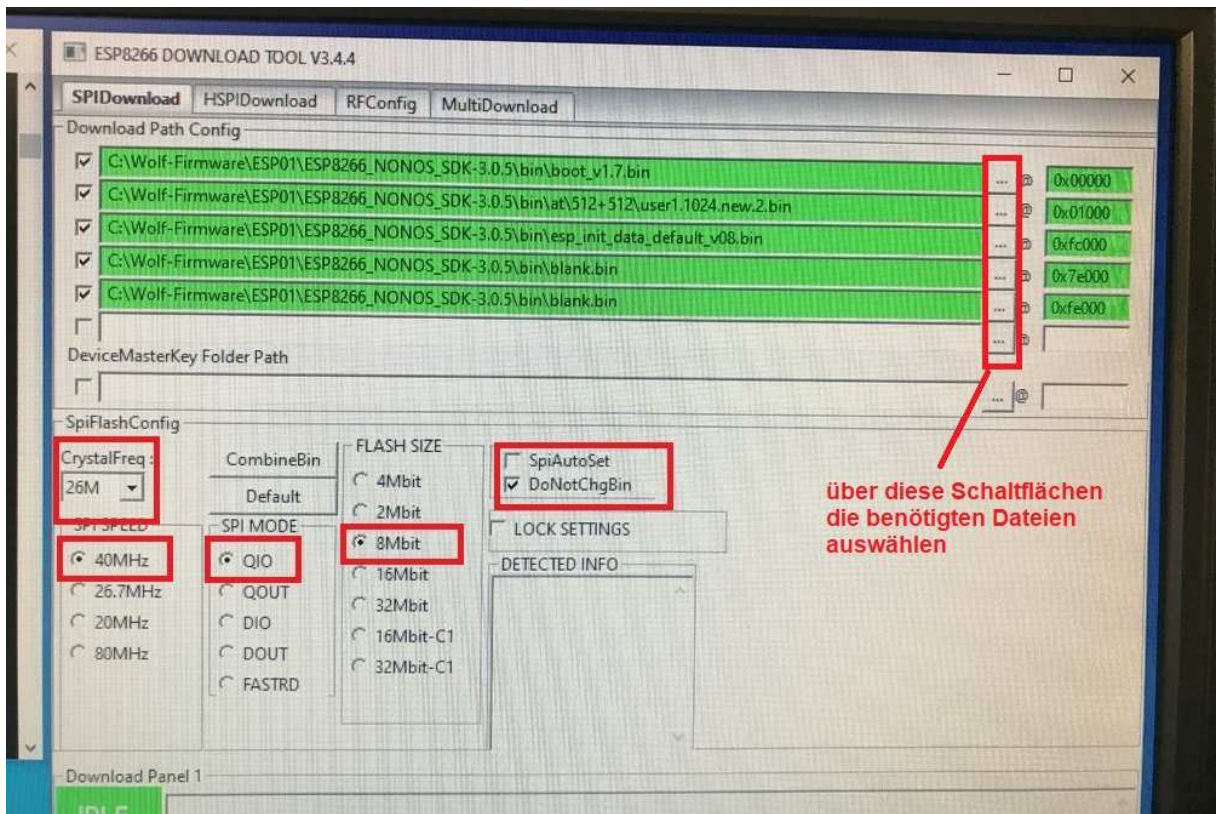 ESP8266 DOWNLOAD TOOL V3.4.4
SPIDownload HSPIDownload RFConfig MultiDownload
Download Path Config
C:\Wolf-Firmware\ESP01\ESP8266_NONOS_SDK-3.0.5\bin\boot_v1.7.bin ... @ 0x00000
C:\Wolf-Firmware\ESP01\ESP8266_NONOS_SDK-3.0.5\bin\at\512+512\user1.1024.new.2.bin ... @ 0x01000
C:\Wolf-Firmware\ESP01\ESP8266_NONOS_SDK-3.0.5\bin\esp_init_data_default_v08.bin ... @ 0xfc000
C:\Wolf-Firmware\ESP01\ESP8266_NONOS_SDK-3.0.5\bin\blank.bin ... @ 0x7e000
C:\Wolf-Firmware\ESP01\ESP8266_NONOS_SDK-3.0.5\bin\blank.bin ... @ 0xfe000
... @
DeviceMasterKey Folder Path
... @
SpiFlashConfig
CrystalFreq :
26M
SPI SPEED
40MHz
26.7MHz
20MHz
80MHz
CombineBin
Default
SPI MODE
QIO
QOUT
DIO
DOUT
FASTRD
FLASH SIZE
4Mbit
2Mbit
8Mbit
16Mbit
32Mbit
16Mbit-C1
32Mbit-C1
SpiAutoSet
DoNotChgBin
LOCK SETTINGS
DETECTED INFO
über diese Schaltflächen
die benötigten Dateien
auswählen
Download Panel 1
IDLE